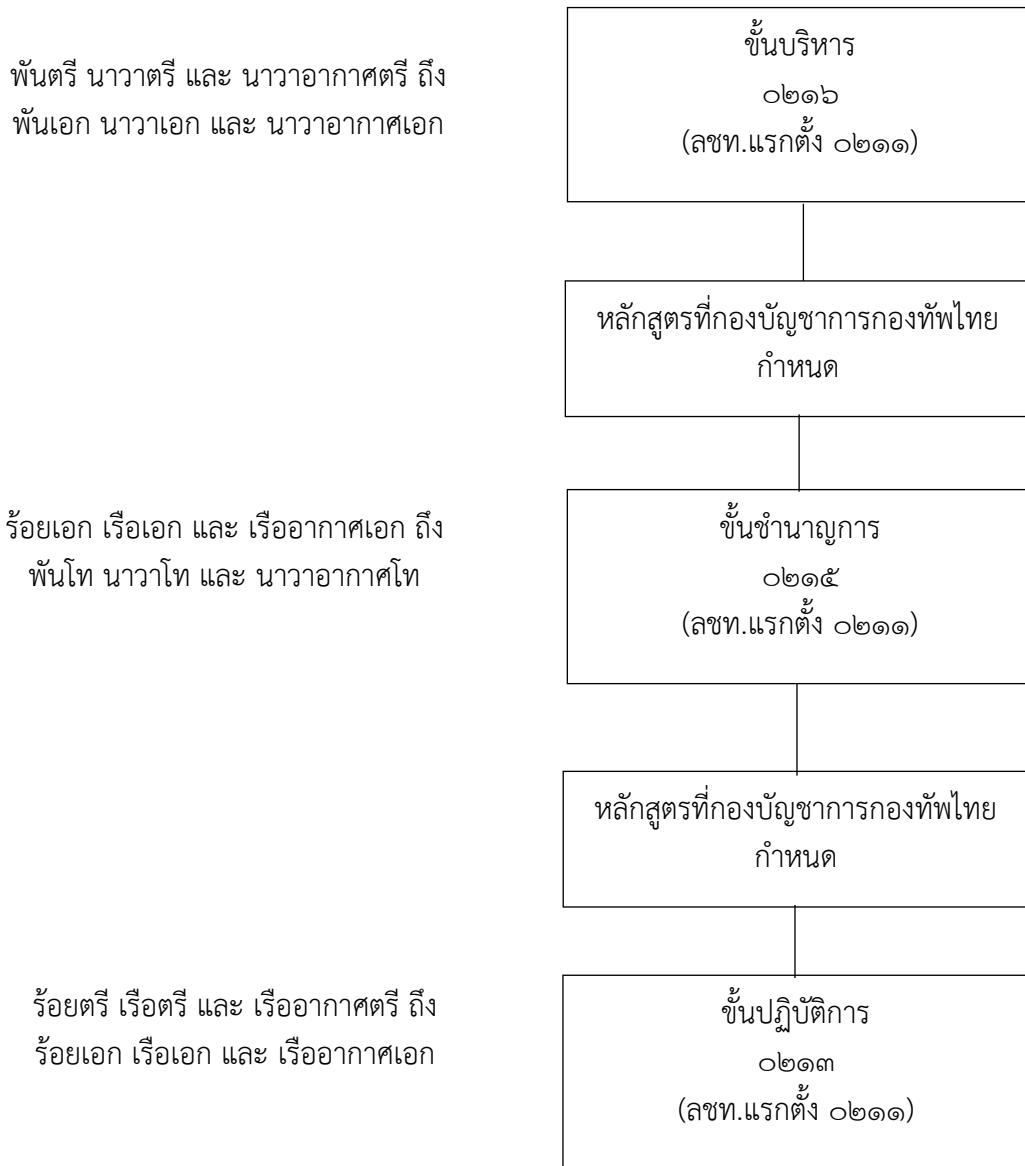 ขั้นบริหาร
๐๒๑๖
(ลชท.แรกตั้ง ๐๒๑๑)
พันตรี นาวาตรี และ นาวาอากาศตรี ถึง
พันเอก นาวาเอก และ นาวาอากาศเอก
หลักสูตรที่กองบัญชาการกองทัพไทย
กำหนด
ขั้นชำนาญการ
๐๒๑๕
(ลชท.แรกตั้ง ๐๒๑๑)
ร้อยเอก เรือเอก และ เรืออากาศเอก ถึง
พันโท นาวาโท และ นาวาอากาศโท
หลักสูตรที่กองบัญชาการกองทัพไทย
กำหนด
ขั้นปฏิบัติการ
๐๒๑๓
(ลชท.แรกตั้ง ๐๒๑๑)
ร้อยตรี เรือตรี และ เรืออากาศตรี ถึง
ร้อยเอก เรือเอก และ เรืออากาศเอก